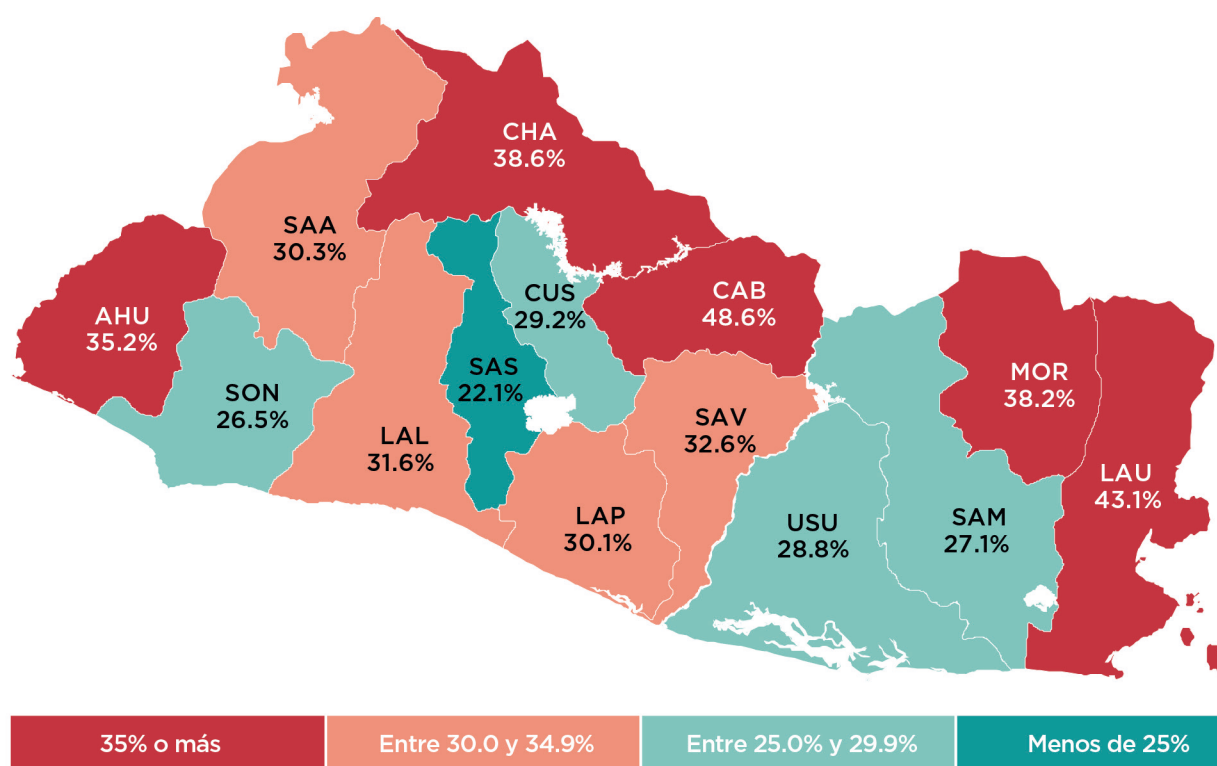 CHA
38.6%
SAA
30.3%
CUS
29.2%
CAB
48.6%
AHU
35.2%
SAS
22.1%
MOR
38.2%
SON
26.5%
SAV
32.6%
LAL
31.6%
LAU
43.1%
LAP
30.1%
USU
28.8%
SAM
27.1%
35% o más
Entre 30.0 y 34.9%
Entre 25.0% y 29.9%
Menos de 25%